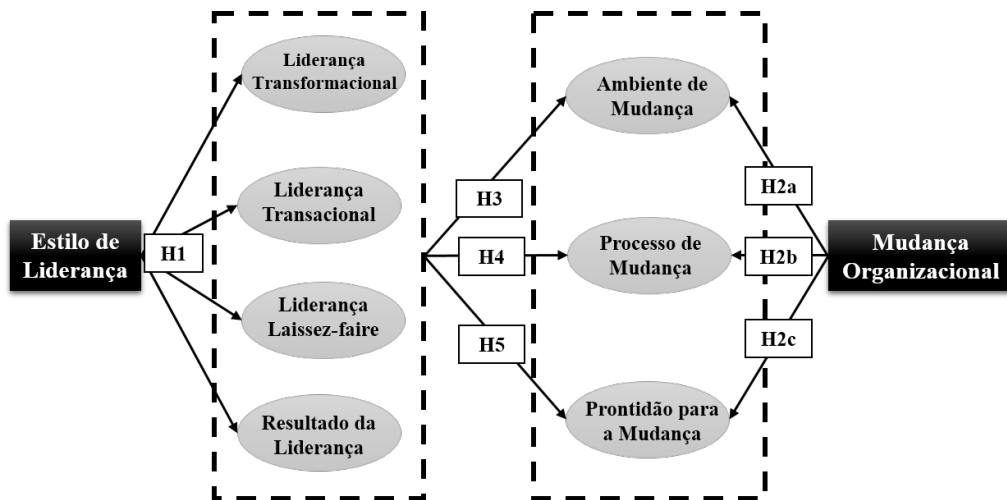 Estilo de
Liderança
H1
Liderança
Transformacional
Liderança
Transacional
Liderança
Laissez-faire
Resultado da
Liderança
H3
H4
H5
Ambiente de
Mudança
Processo de
Mudança
Prontidão para
a Mudança
H2a
H2b
H2c
Mudança
Organizacional